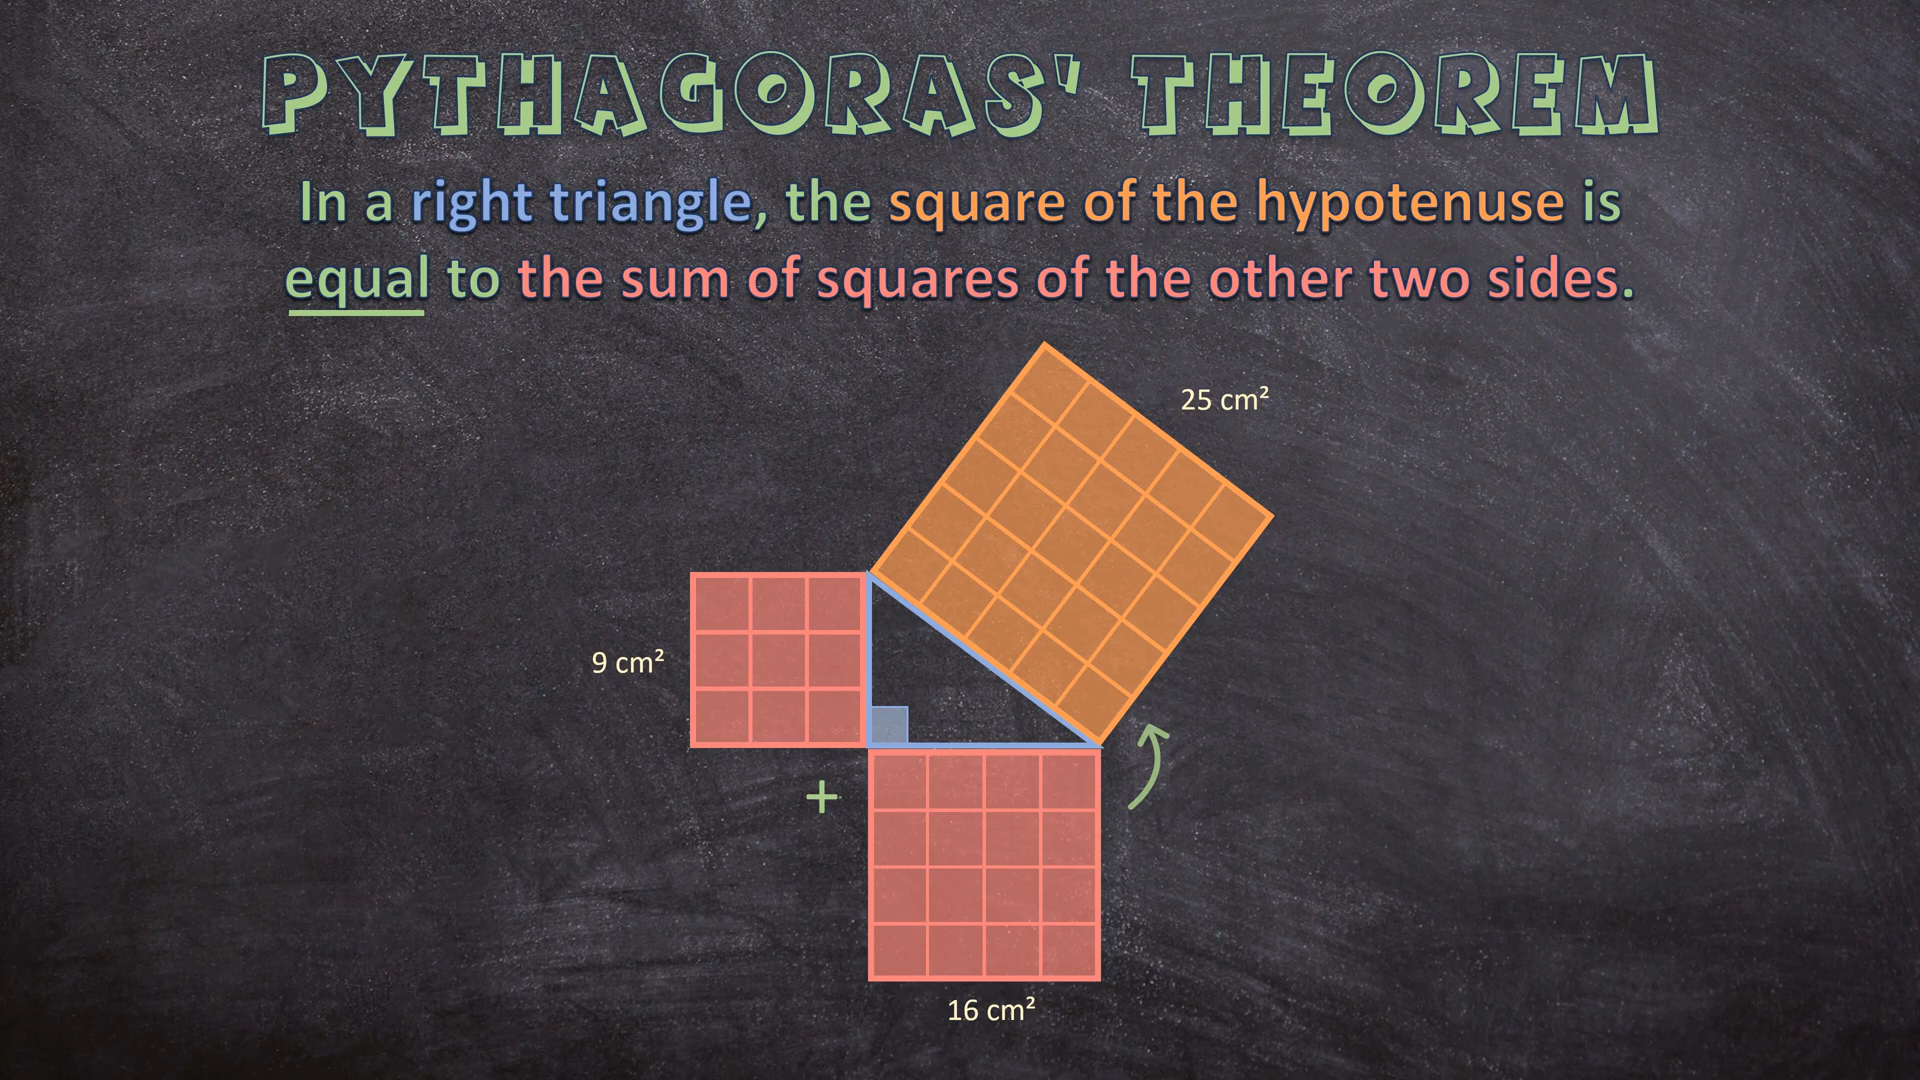 PYTHAGORAS' THEOREM
In a right triangle, the square of the hypotenuse is
equal to the sum of squares of the other two sides.
25 cm²
9 cm²
+
16 cm²